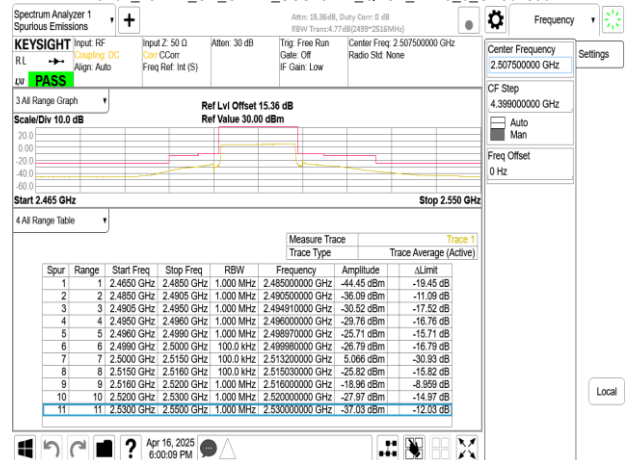 Spectrum Analyzer 1
Spurious Emissions
Atten: 15.36dB, Duty Cerr: 0 dB
RBW Trans:4.77dB(2499~2516MHz)
Frequency
KEYSIGHT
RL
PASS
Input: RF
Coupling: DC
Align: Auto
Input Z: 50 Ω
Corr CCorr
Freq Ref: Int (S)
Atten: 30 dB
Trig: Free Run
Gate: Off
IF Gain: Low
Center Freq: 2.507500000 GHz
Radio Std: None
Center Frequency
2.507500000 GHz
Settings
CF Step
4.399000000 GHz
Auto
Man
Freq Offset
0 Hz
Local
3 All Range Graph
Scale/Div 10.0 dB
Ref Lvl Offset 15.36 dB
Ref Value 30.00 dBm
20.0
0.00
-20.0
-40.0
-60.0
Start 2.465 GHz
Stop 2.550 GHz
4 All Range Table
Measure Trace Trace 1
Trace Type Trace Average (Active)
Spur Range Start Freq Stop Freq RBW Frequency Amplitude ΔLimit
1 1 2.4650 GHz 2.4850 GHz 1.000 MHz 2.485000000 GHz -44.45 dBm -19.45 dB
2 2 2.4850 GHz 2.4905 GHz 1.000 MHz 2.490500000 GHz -36.09 dBm -11.09 dB
3 3 2.4905 GHz 2.4950 GHz 1.000 MHz 2.494910000 GHz -30.52 dBm -17.52 dB
4 4 2.4950 GHz 2.4960 GHz 1.000 MHz 2.496000000 GHz -29.76 dBm -16.76 dB
5 5 2.4960 GHz 2.4990 GHz 1.000 MHz 2.498970000 GHz -25.71 dBm -15.71 dB
6 6 2.4990 GHz 2.5000 GHz 100.0 kHz 2.499980000 GHz -26.79 dBm -16.79 dB
7 7 2.5000 GHz 2.5150 GHz 100.0 kHz 2.513200000 GHz 5.066 dBm -30.93 dB
8 8 2.5150 GHz 2.5160 GHz 100.0 kHz 2.515030000 GHz -25.82 dBm -15.82 dB
9 9 2.5160 GHz 2.5200 GHz 1.000 MHz 2.516000000 GHz -18.96 dBm -8.959 dB
10 10 2.5200 GHz 2.5300 GHz 1.000 MHz 2.520000000 GHz -27.97 dBm -14.97 dB
11 11 2.5300 GHz 2.5500 GHz 1.000 MHz 2.530000000 GHz -37.03 dBm -12.03 dB
Apr 16, 2025
6:00:09 PM